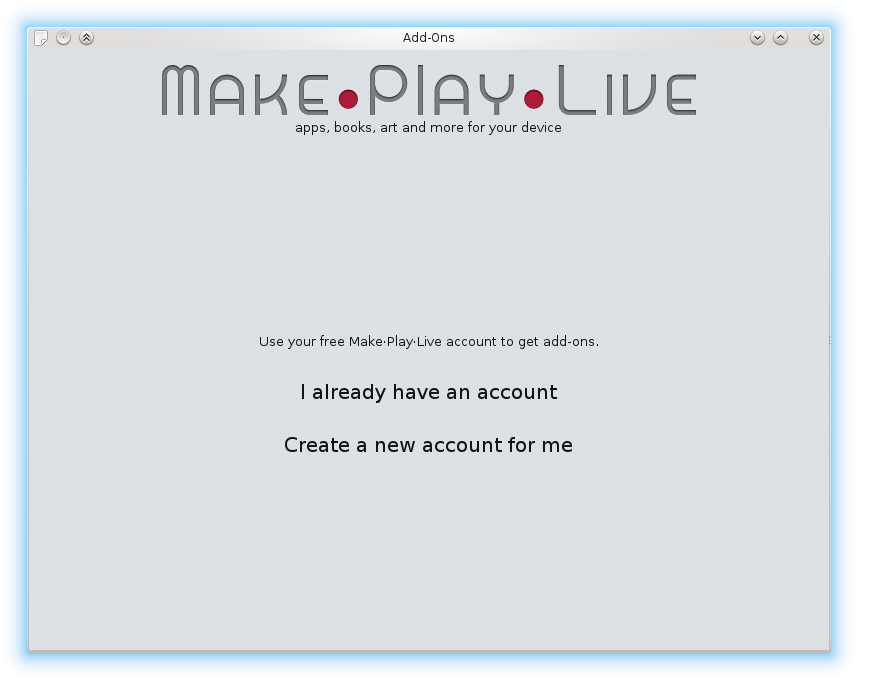 Add-Ons
Make•Play•Live
apps, books, art and more for your device
Use your free Make·Play·Live account to get add-ons.
I already have an account
Create a new account for me